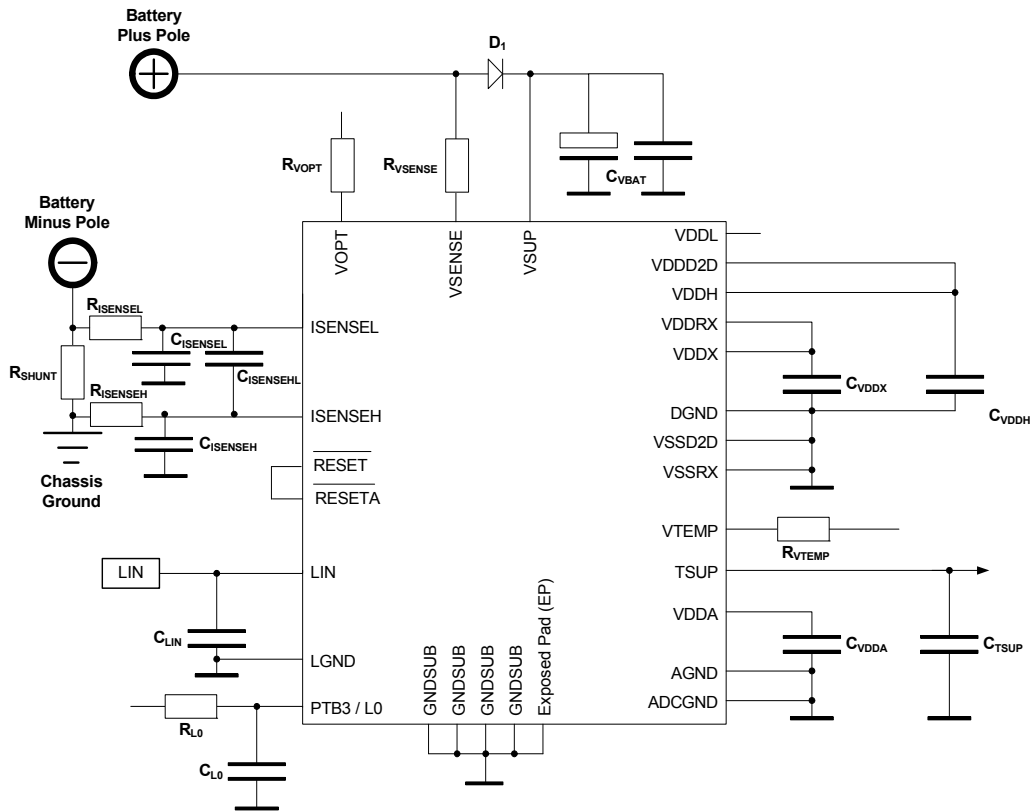 Battery
Plus Pole
D1
RVOPT
RVSENSE
CVBAT
Battery
Minus Pole
VOPT
VSENSE
VSUP
VDDL
VDDD2D
VDDH
VDDRX
VDDX
DGND
VSSD2D
VSSRX
CVDDX
CVDDH
RISENSEL
ISENSEL
CISENSEL
RSHUNT
CISENSEHL
RISENSEH
ISENSEH
CISENSEH
Chassis
Ground
RESET
RESETA
VTEMP
RVTEMP
TSUP
LIN
LIN
VDDA
CVDDA
CTSUP
CLIN
LGND
AGND
ADCGND
PTB3 / L0
RL0
CL0
GNDSUB
GNDSUB
GNDSUB
GNDSUB
Exposed Pad (EP)